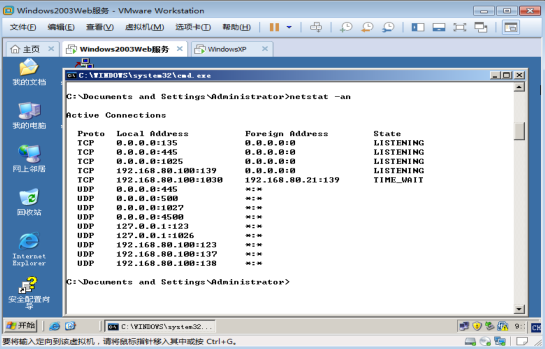 Windows2003Web服务 - VMware Workstation
文件(F) 编辑(E) 查看(V) 虚拟机(M) 选项卡(T) 帮助(H)
主页 Windows2003Web服务 WindowsXP
C:\WINDOWS\system32\cmd.exe
我的文档
我的电脑
网上邻居
回收站
Internet
Explorer
安全配置向
导
C:\Documents and Settings\Administrator>netstat -an
Active Connections
Proto Local Address Foreign Address State
TCP 0.0.0.0:135 0.0.0.0:0 LISTENING
TCP 0.0.0.0:445 0.0.0.0:0 LISTENING
TCP 0.0.0.0:1025 0.0.0.0:0 LISTENING
TCP 192.168.80.100:139 0.0.0.0:0 LISTENING
TCP 192.168.80.100:1030 192.168.80.21:139 TIME_WAIT
UDP 0.0.0.0:445 *:*
UDP 0.0.0.0:500 *:*
UDP 0.0.0.0:1027 *:*
UDP 0.0.0.0:4500 *:*
UDP 127.0.0.1:123 *:*
UDP 127.0.0.1:1026 *:*
UDP 192.168.80.100:123 *:*
UDP 192.168.80.100:137 *:*
UDP 192.168.80.100:138 *:*
C:\Documents and Settings\Administrator>
开始 C:\WINDOWS\system32... 9: CH
要将输入定向到该虚拟机，请将鼠标指针移入其中或按 Ctrl+G。